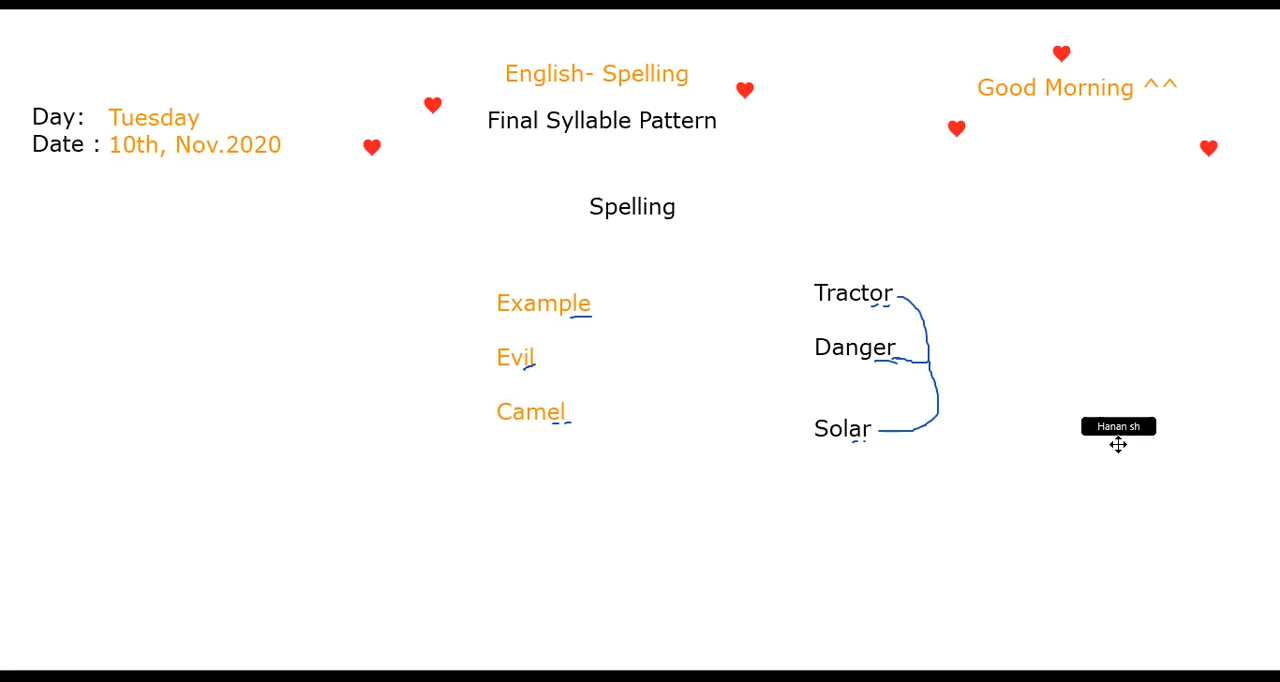 English- Spelling
Good Morning ^^
Day: Tuesday
Final Syllable Pattern
Date : 10th, Nov.2020
Spelling
Example
Tractor
Evil
Danger
Camel
Solar
Hanan sh